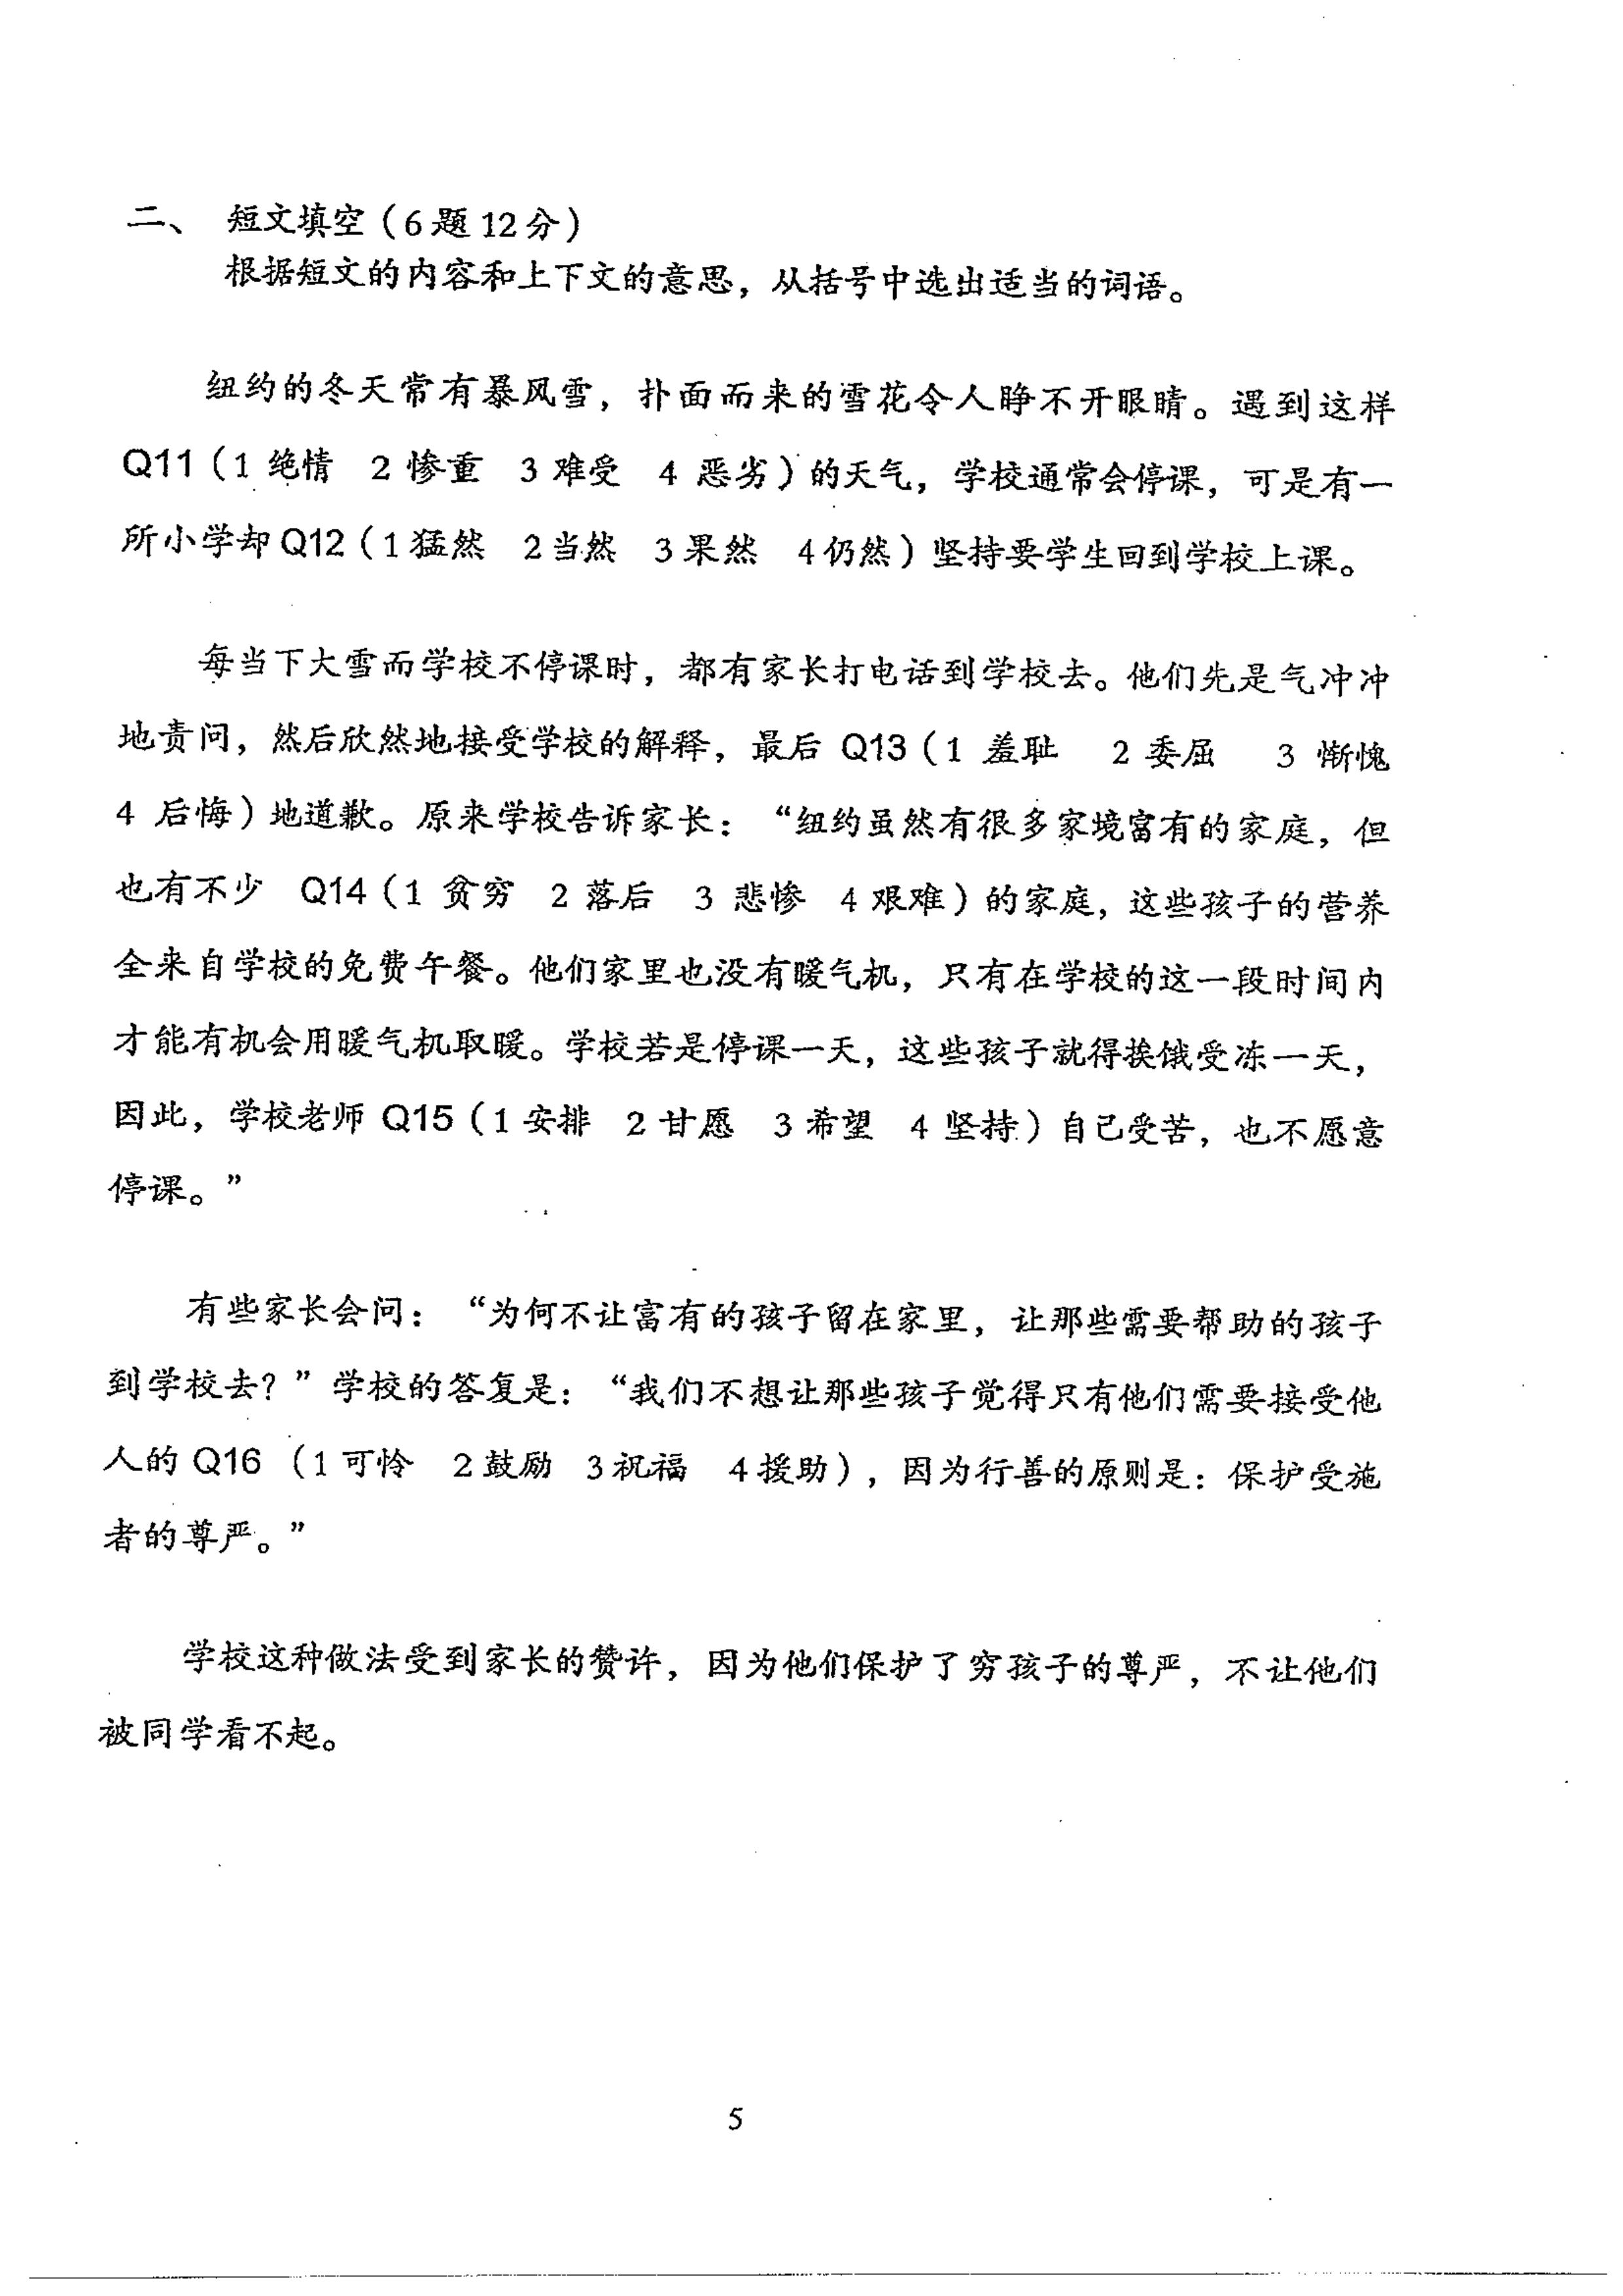 二、 短文填空（6题12分）
根据短文的内容和上下文的意思，从括号中选出适当的词语。
纽约的冬天常有暴风雪，扑面而来的雪花令人睁不开眼睛。遇到这样
Q11（1 绝情 2 惨重 3 难受 4 恶劣）的天气，学校通常会停课，可是有一
所小学却Q12（1猛然 2当然 3果然 4仍然）坚持要学生回到学校上课。
每当下大雪而学校不停课时，都有家长打电话到学校去。他们先是气冲冲
地责问，然后欣然地接受学校的解释，最后 Q13（1 羞耻 2 委屈 3 惭愧
4 后悔）地道歉。原来学校告诉家长：“纽约虽然有很多家境富有的家庭，但
也有不少 Q14（1 贫穷 2 落后 3 悲惨 4 艰难）的家庭，这些孩子的营养
全来自学校的免费午餐。他们家里也没有暖气机，只有在学校的这一段时间内
才能有机会用暖气机取暖。学校若是停课一天，这些孩子就得挨饿受冻一天，
因此，学校老师 Q15（1安排 2甘愿 3希望 4坚持）自己受苦，也不愿意
停课。”
有些家长会问：“为何不让富有的孩子留在家里，让那些需要帮助的孩子
到学校去？”学校的答复是：“我们不想让那些孩子觉得只有他们需要接受他
人的 Q16 （1可怜 2鼓励 3祝福 4援助），因为行善的原则是：保护受施
者的尊严。”
学校这种做法受到家长的赞许，因为他们保护了穷孩子的尊严，不让他们
被同学看不起。
5